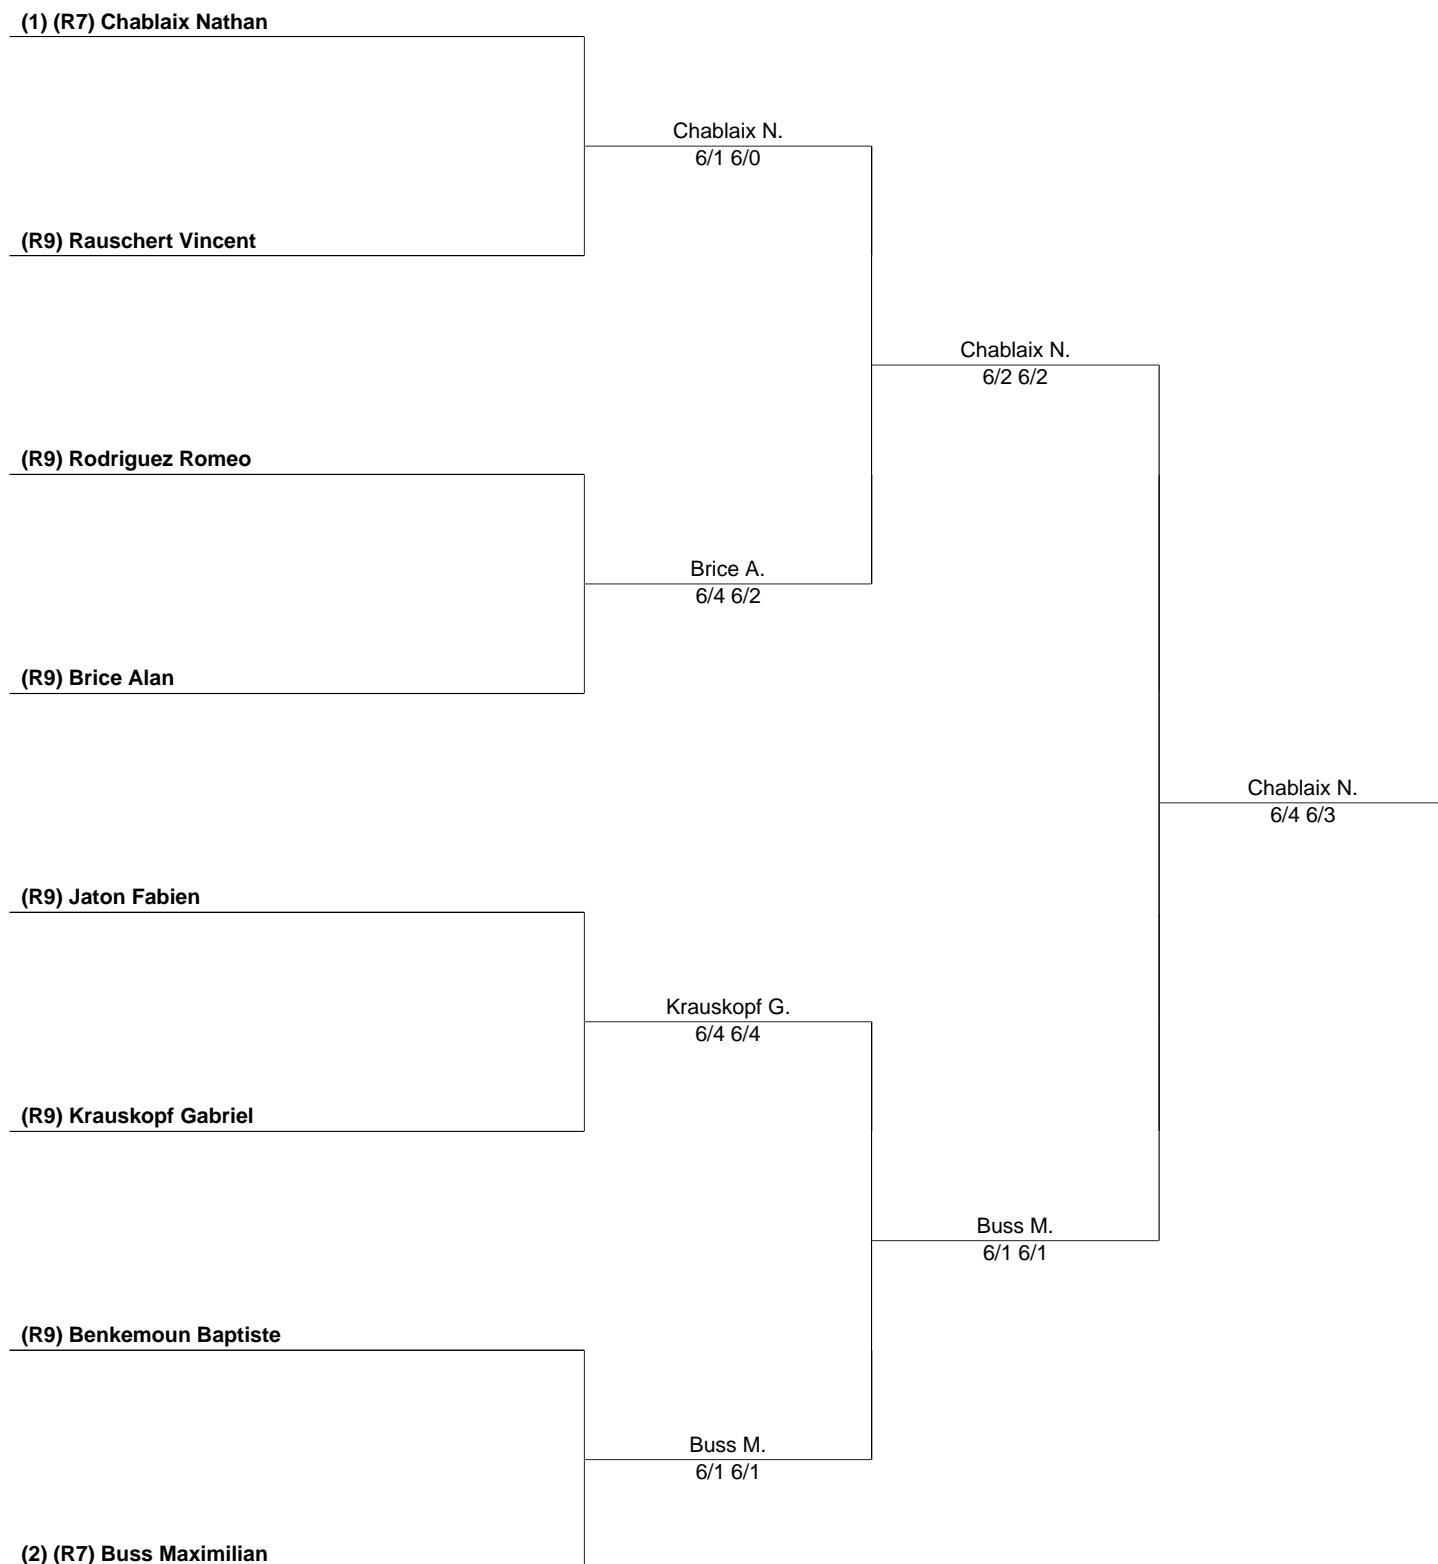 (1) (R7) Chablaix Nathan
Chablaix N.
6/1 6/0
(R9) Rauschert Vincent
Chablaix N.
6/2 6/2
(R9) Rodriguez Romeo
Brice A.
6/4 6/2
(R9) Brice Alan
Chablaix N.
6/4 6/3
(R9) Jaton Fabien
Krauskopf G.
6/4 6/4
(R9) Krauskopf Gabriel
Buss M.
6/1 6/1
(R9) Benkemoun Baptiste
Buss M.
6/1 6/1
(2) (R7) Buss Maximilian